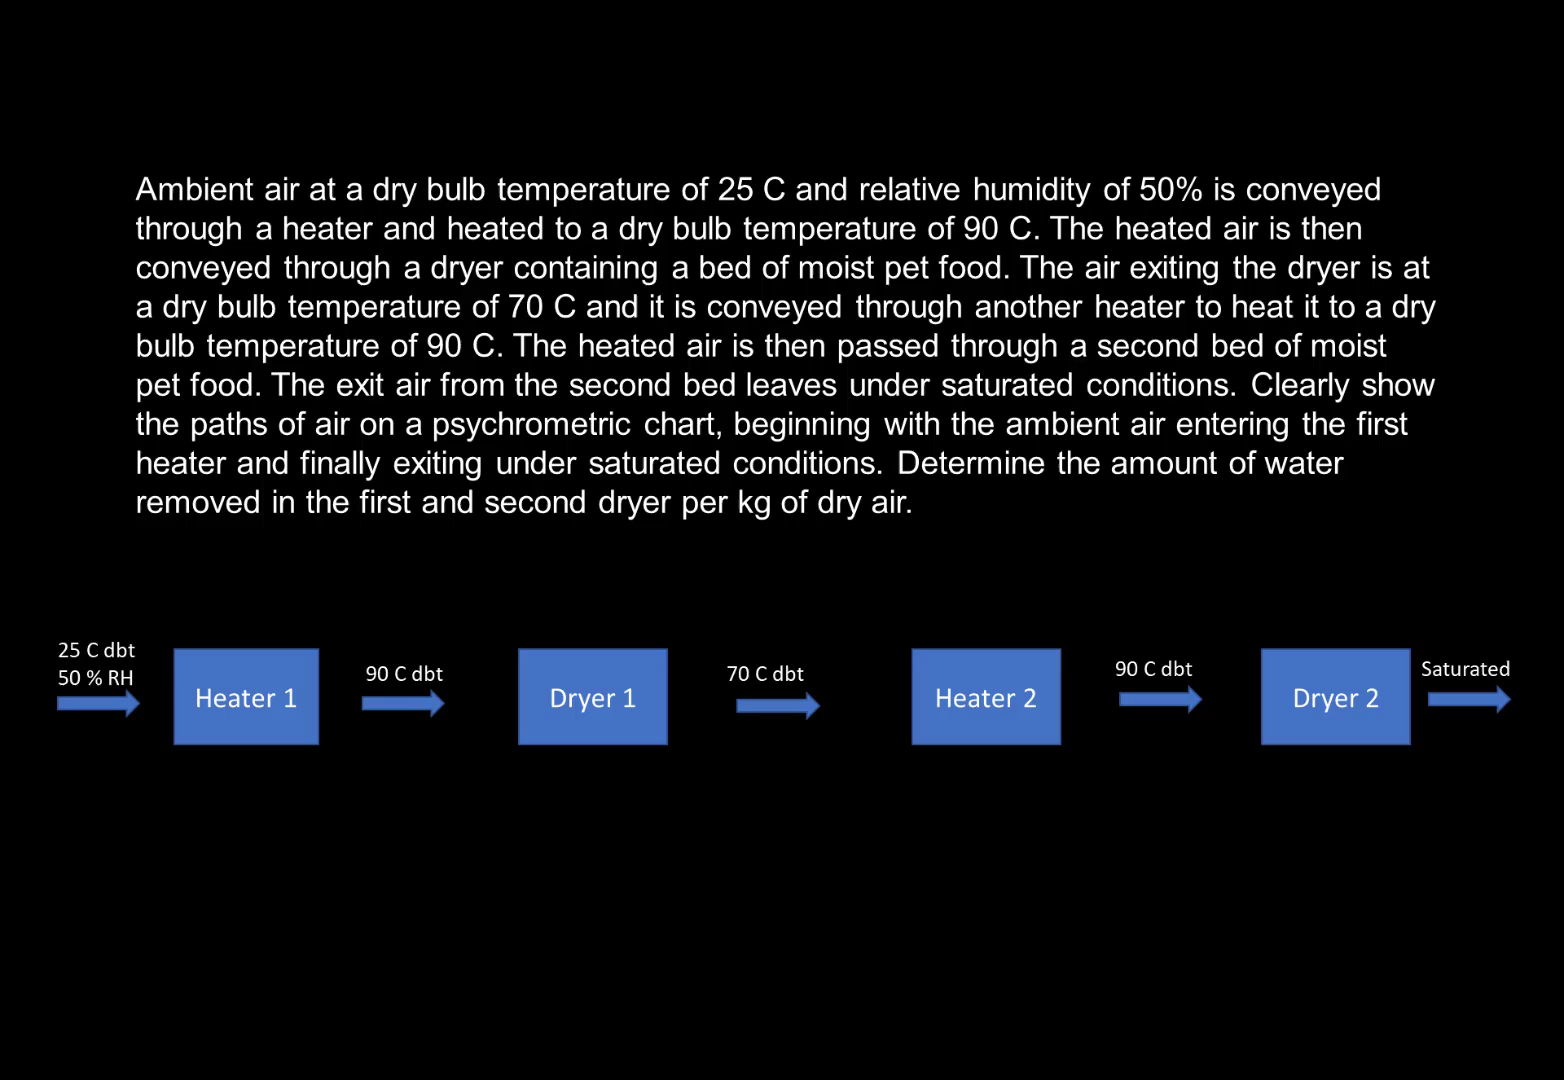 Ambient air at a dry bulb temperature of 25 C and relative humidity of 50% is conveyed
through a heater and heated to a dry bulb temperature of 90 C. The heated air is then
conveyed through a dryer containing a bed of moist pet food. The air exiting the dryer is at
a dry bulb temperature of 70 C and it is conveyed through another heater to heat it to a dry
bulb temperature of 90 C. The heated air is then passed through a second bed of moist
pet food. The exit air from the second bed leaves under saturated conditions. Clearly show
the paths of air on a psychrometric chart, beginning with the ambient air entering the first
heater and finally exiting under saturated conditions. Determine the amount of water
removed in the first and second dryer per kg of dry air.
25 C dbt
50 % RH
Heater 1
90 C dbt
Dryer 1
70 C dbt
Heater 2
90 C dbt
Dryer 2
Saturated